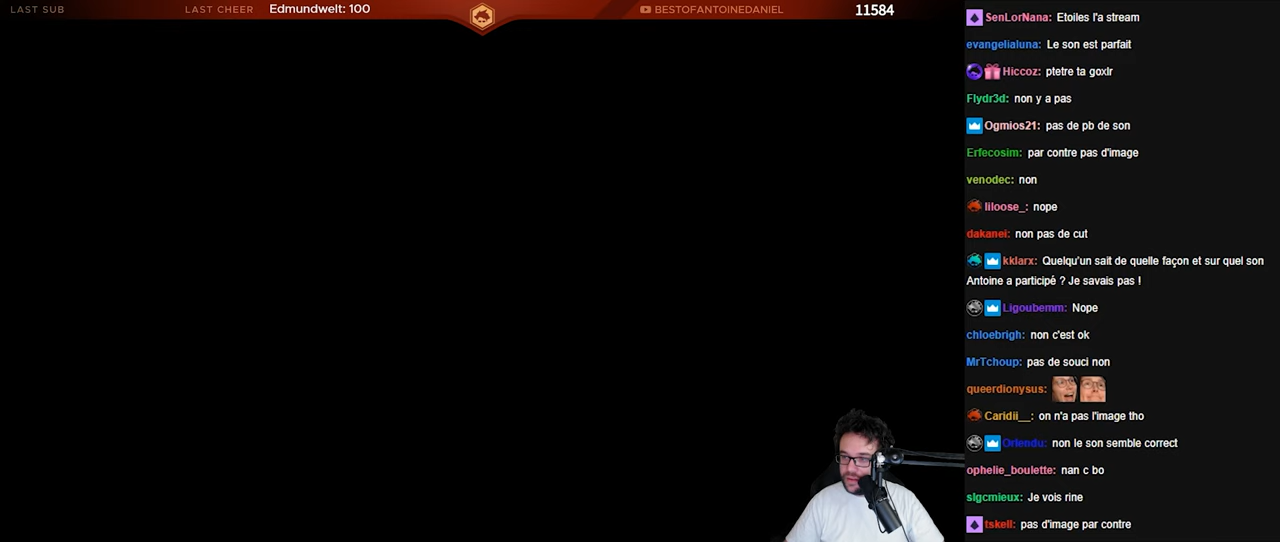 LAST SUB
LAST CHEER Edmundwelt: 100
BESTOFANTOINEDANIEL
11584
SenLorNana: Etoiles l'a stream
evangelialuna: Le son est parfait
Hiccoz: ptetre ta goxlr
Flydr3d: non y a pas
Ogmios21: pas de pb de son
Erfecosim: par contre pas d'image
venodec: non
liloose_: nope
dakanei: non pas de cut
kklarx: Quelqu'un sait de quelle façon et sur quel son
Antoine a participé ? Je savais pas !
Ligoubemm: Nope
chloebrigh: non c'est ok
MrTchoup: pas de souci non
queerdionysus:
Caridii__: on n'a pas l'image tho
Orlendu: non le son semble correct
ophelie_boulette: nan c bo
slgcmieux: Je vois rine
tskell: pas d'image par contre